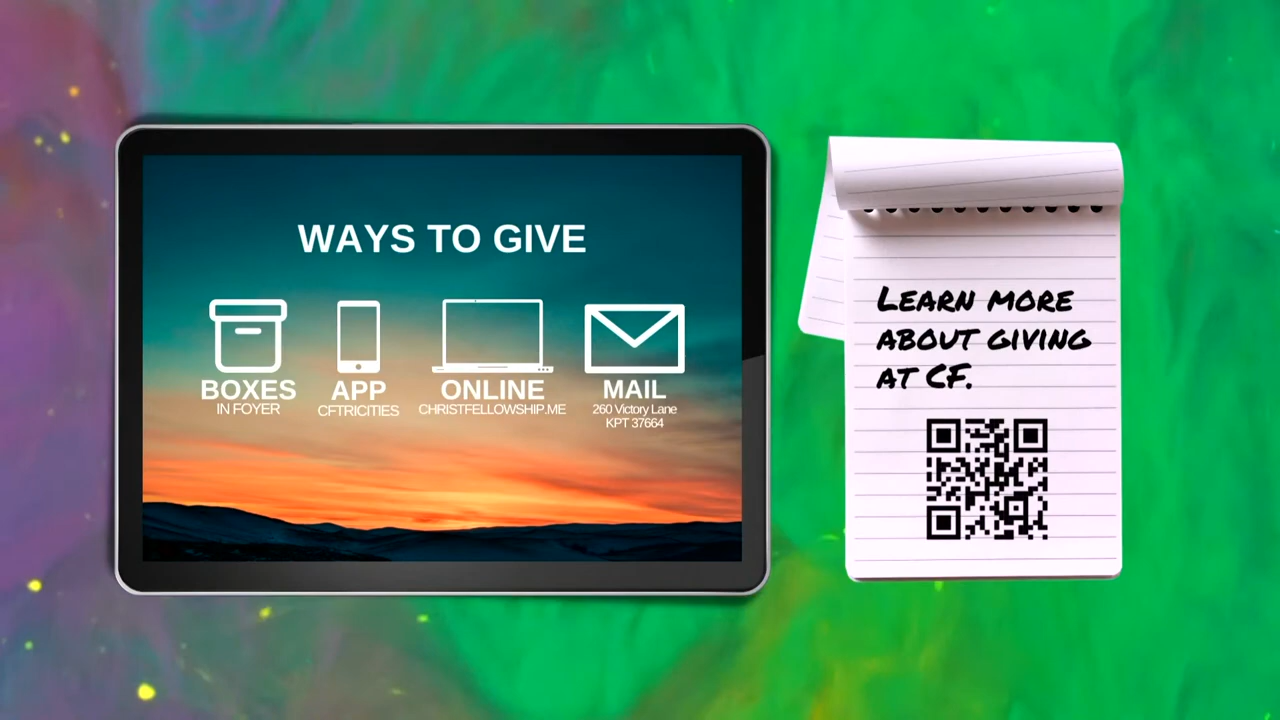 WAYS TO GIVE
BOXES
IN FOYER
APP
CFTRICITIES
ONLINE
CHRISTFELLOWSHIP.ME
MAIL
260 Victory Lane
KPT 37664
LEARN MORE
ABOUT GIVING
AT CF.